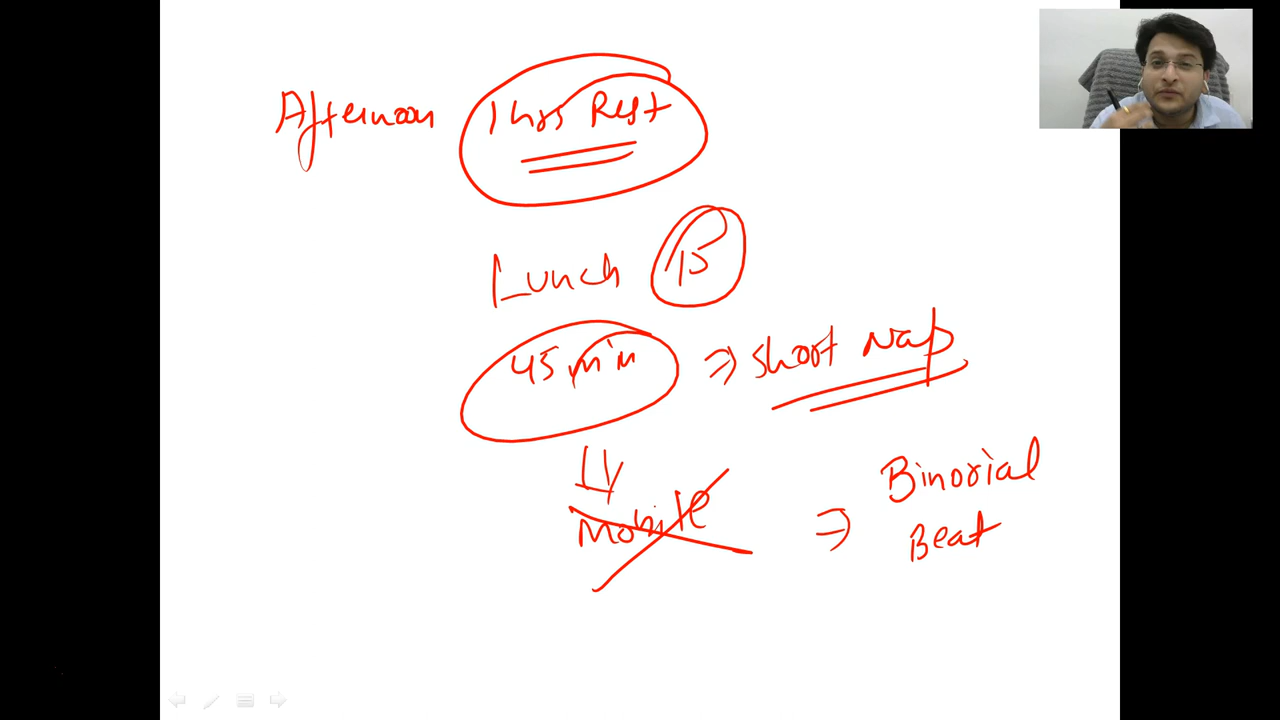 Afternoon 1 hrs Rest
Lunch 15
45 min ⇒ short Nap
Mobile ⇒ Binorial
Beat